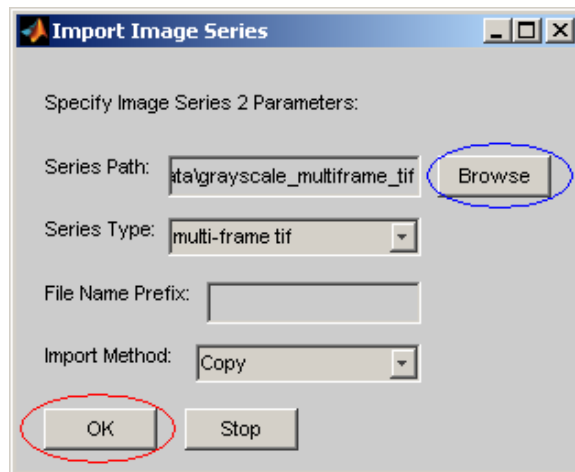 Import Image Series
Specify Image Series 2 Parameters:
Series Path: ata\grayscale_multiframe_tif Browse
Series Type: multi-frame tif
File Name Prefix:
Import Method: Copy
OK Stop